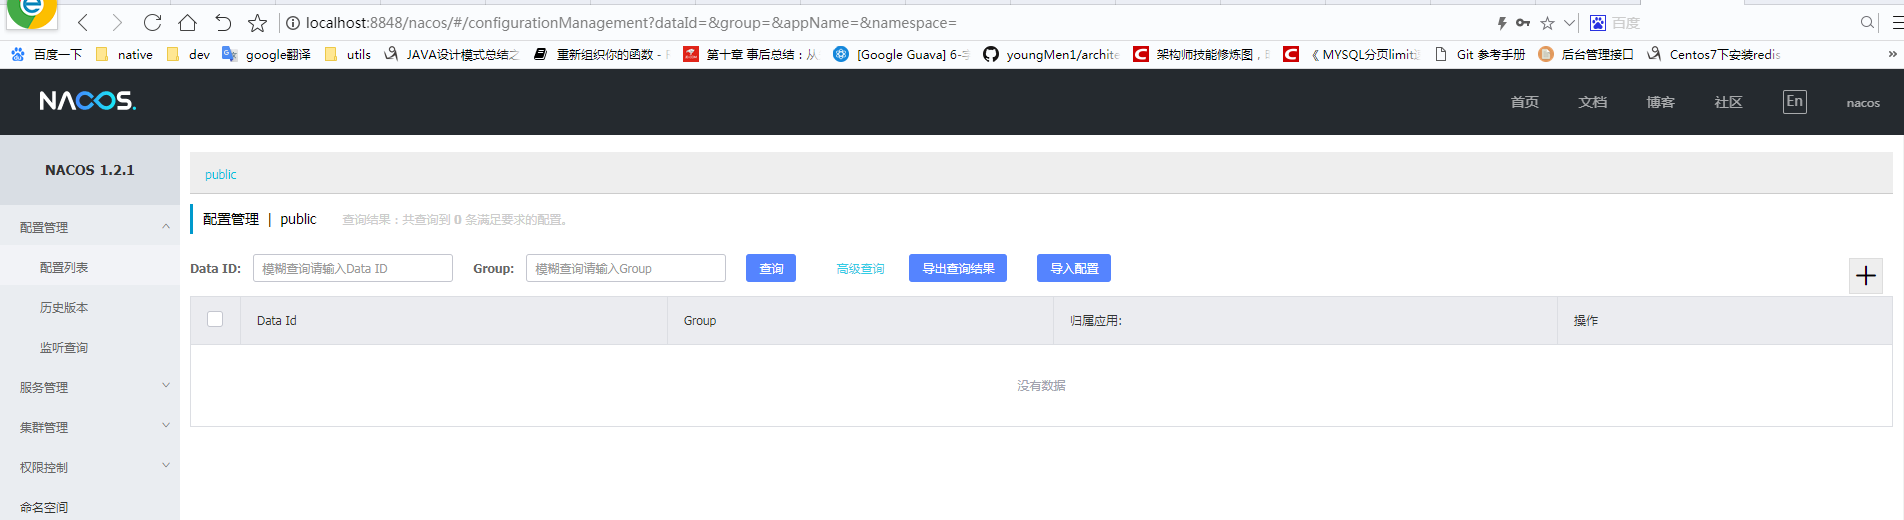 localhost:8848/nacos/#/configurationManagement?dataId=&group=&appName=&namespace=
百度
百度一下 native dev google翻译 utils JAVA设计模式总结之 重新组织你的函数 - 第十章 事后总结：从 [Google Guava] 6- youngMen1/archite 架构师技能修炼图， 《 MYSQL分页limit Git 参考手册 后台管理接口 Centos7下安装redis »
NACOS. 首页 文档 博客 社区 En nacos
NACOS 1.2.1
配置管理
配置列表
历史版本
监听查询
服务管理
集群管理
权限控制
命名空间
public
配置管理 | public 查询结果：共查询到 0 条满足要求的配置。
Data ID: 模糊查询请输入Data ID Group: 模糊查询请输入Group 查询 高级查询 导出查询结果 导入配置
Data Id Group 归属应用: 操作
没有数据